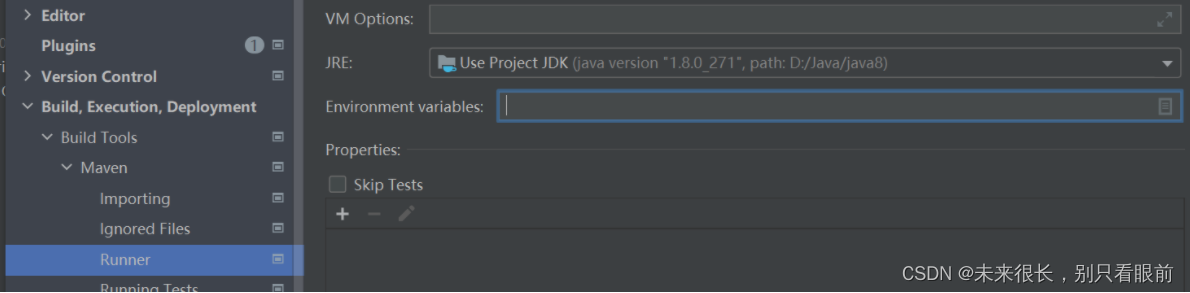 Editor
Plugins 1
Version Control
Build, Execution, Deployment
Build Tools
Maven
Importing
Ignored Files
Runner
Running Tests
VM Options:
JRE: Use Project JDK (java version "1.8.0_271", path: D:/Java/java8)
Environment variables:
Properties:
Skip Tests
CSDN @未来很长，别只看眼前